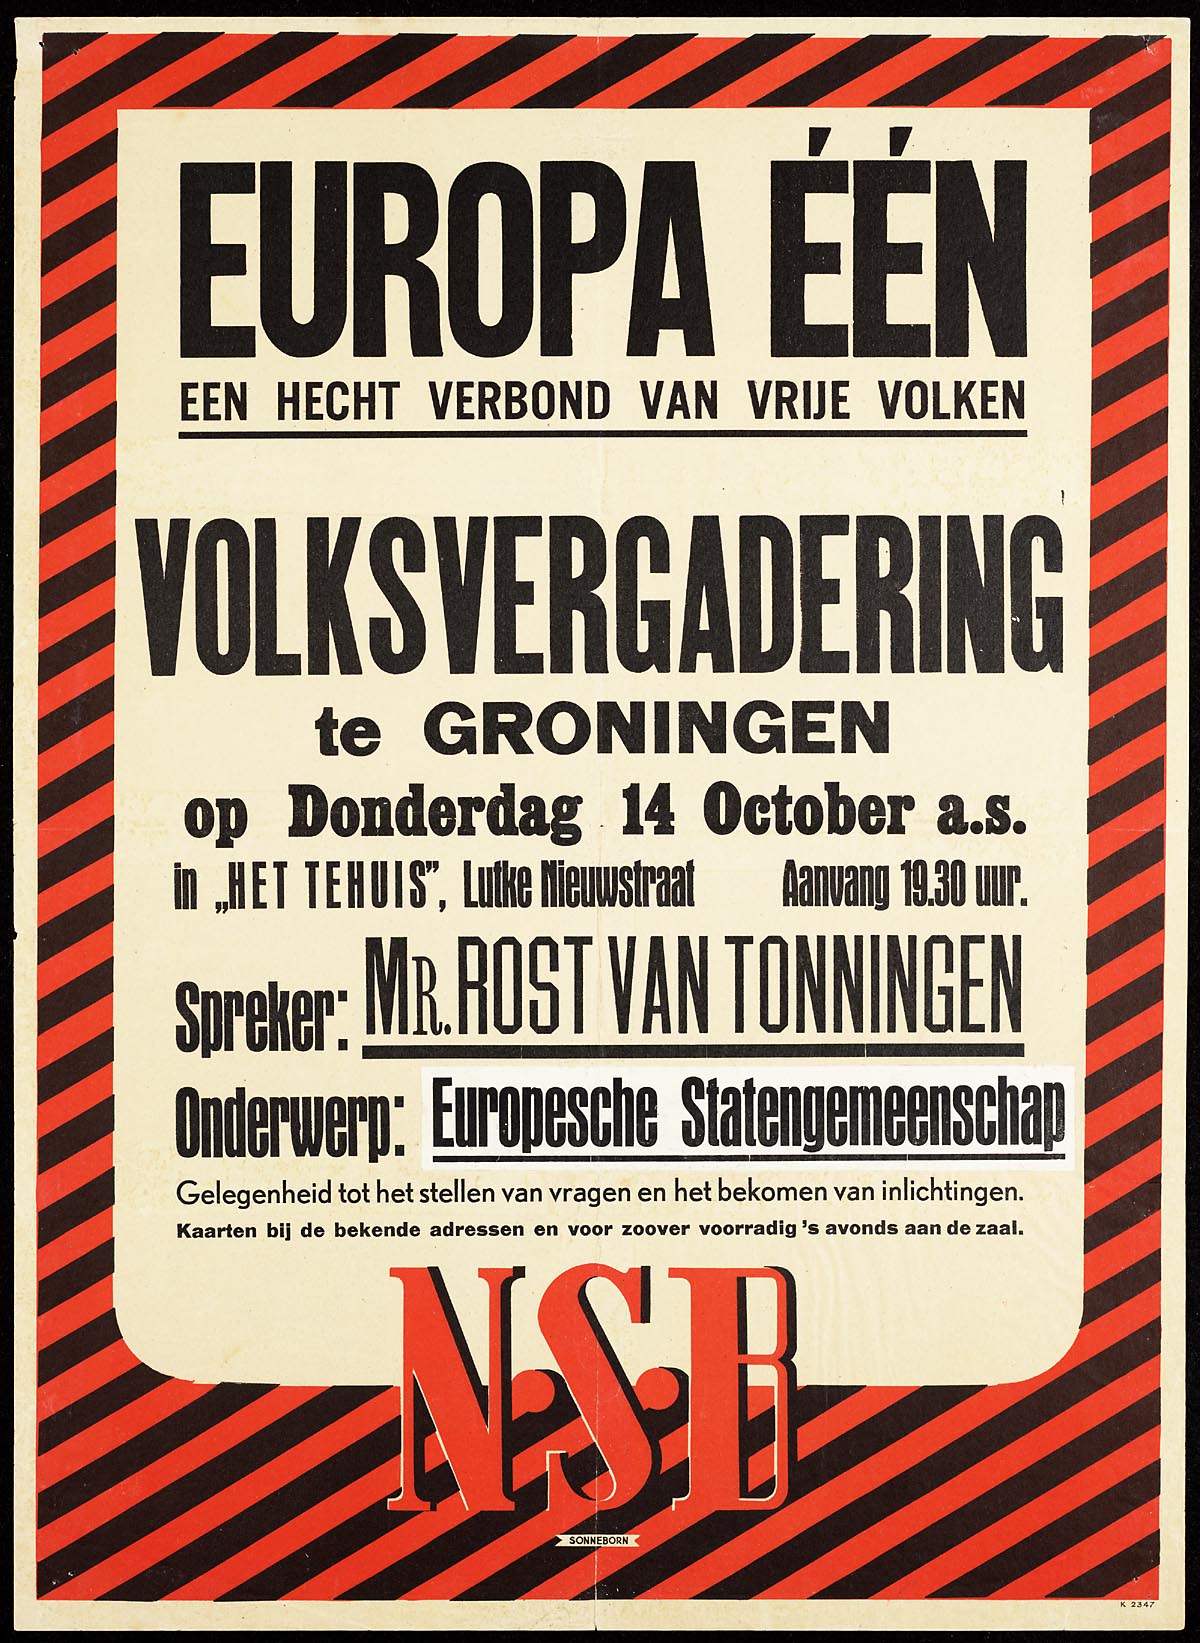 EUROPA ÉÉN
EEN HECHT VERBOND VAN VRIJE VOLKEN
VOLKSVERGADERING
te GRONINGEN
op Donderdag 14 October a.s.
in „HET TEHUIS”, Lutke Nieuwstraat Aanvang 19.30 uur.
Spreker: MR. ROST VAN TONNINGEN
Onderwerp: Europesche Statengemeenschap
Gelegenheid tot het stellen van vragen en het bekomen van inlichtingen.
Kaarten bij de bekende adressen en voor zoover voorradig 's avonds aan de zaal.
N.S.B
SONNEBORN
K 2347